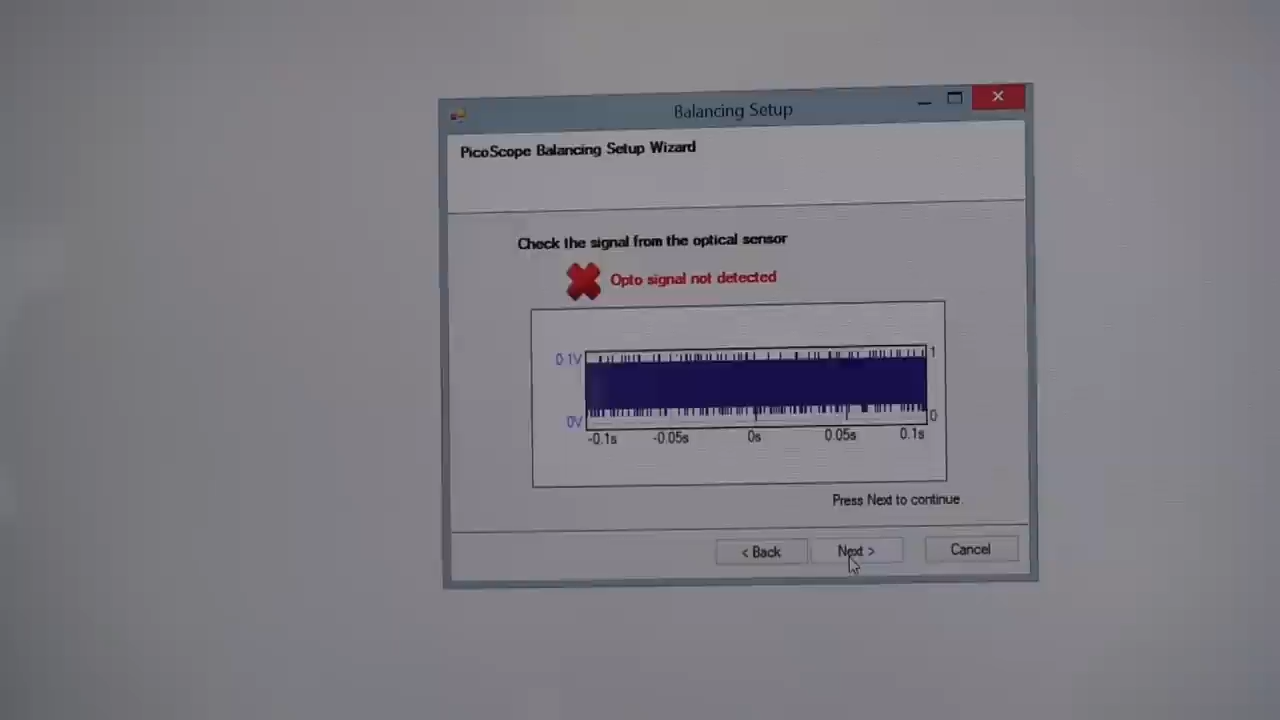 Balancing Setup
PicoScope Balancing Setup Wizard
Check the signal from the optical sensor
Opto signal not detected
0.1V
1
0V
0
-0.1s -0.05s 0s 0.05s 0.1s
Press Next to continue.
< Back Next > Cancel